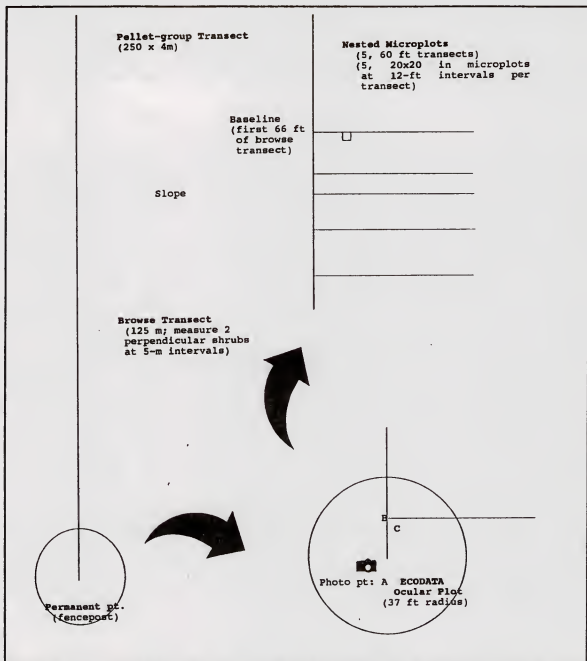 Pellet-group Transect
(250 x 4m)
Nested Microplots
(5, 60 ft transects)
(5, 20x20 in microplots
at 12-ft intervals per
transect)
Baseline
(first 66 ft
of browse
transect)
Slope
Browse Transect
(125 m; measure 2
perpendicular shrubs
at 5-m intervals)
B
C
Photo pt: A ECODATA
Ocular Plot
(37 ft radius)
Permanent pt.
(fencepost)